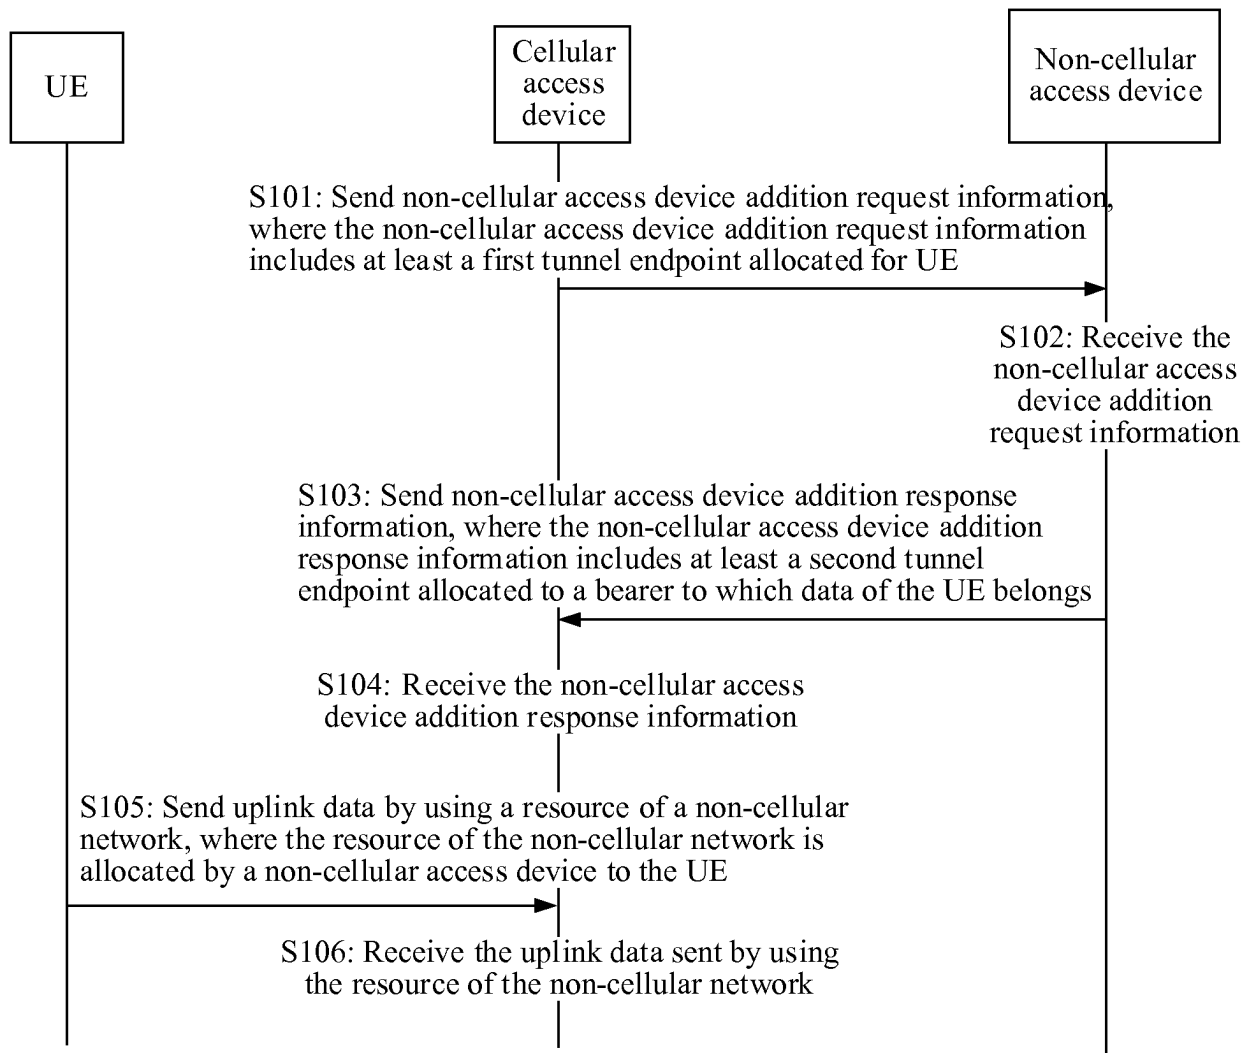 UE
Cellular
access
device
Non-cellular
access device
S101: Send non-cellular access device addition request information,
where the non-cellular access device addition request information
includes at least a first tunnel endpoint allocated for UE
S102: Receive the
non-cellular access
device addition
request information
S103: Send non-cellular access device addition response
information, where the non-cellular access device addition
response information includes at least a second tunnel
endpoint allocated to a bearer to which data of the UE belongs
S104: Receive the non-cellular access
device addition response information
S105: Send uplink data by using a resource of a non-cellular
network, where the resource of the non-cellular network is
allocated by a non-cellular access device to the UE
S106: Receive the uplink data sent by using
the resource of the non-cellular network